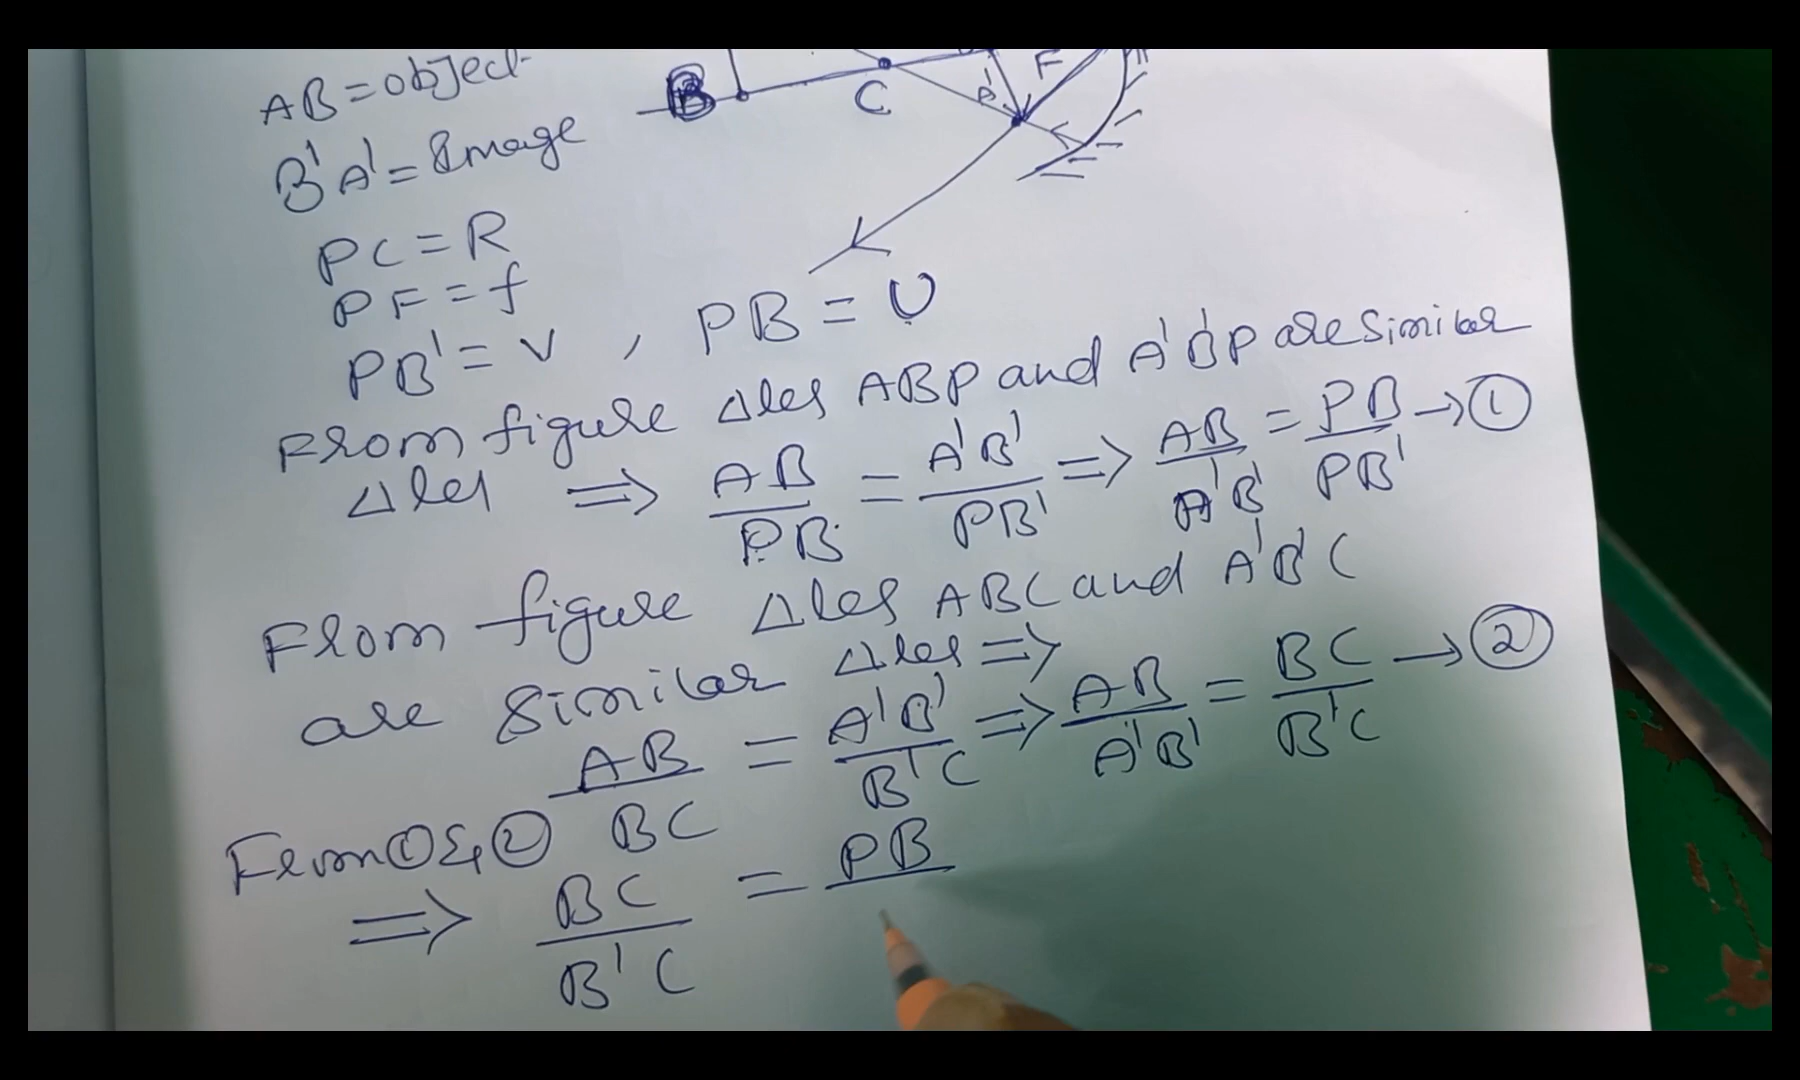 AB = object
B'A' = Image
B
C
A'
F
PC = R
PF = f
PB' = v , PB = U
From figure Δles ABP and A'B'P are Similar
Δles ⇒ AB/PB = A'B'/PB' ⇒ AB/A'B' = PB/PB' → ①
From figure Δles ABC and A'B'C
are similar Δles ⇒
AB/BC = A'B'/B'C ⇒ AB/A'B' = BC/B'C → ②
From ① & ②
⇒ BC/B'C = PB